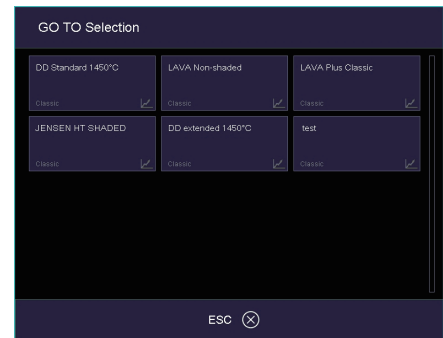 GO TO Selection
DD Standard 1450°C
Classic
LAVA Non-shaded
Classic
LAVA Plus Classic
Classic
JENSEN HT SHADED
Classic
DD extended 1450°C
Classic
test
Classic
ESC